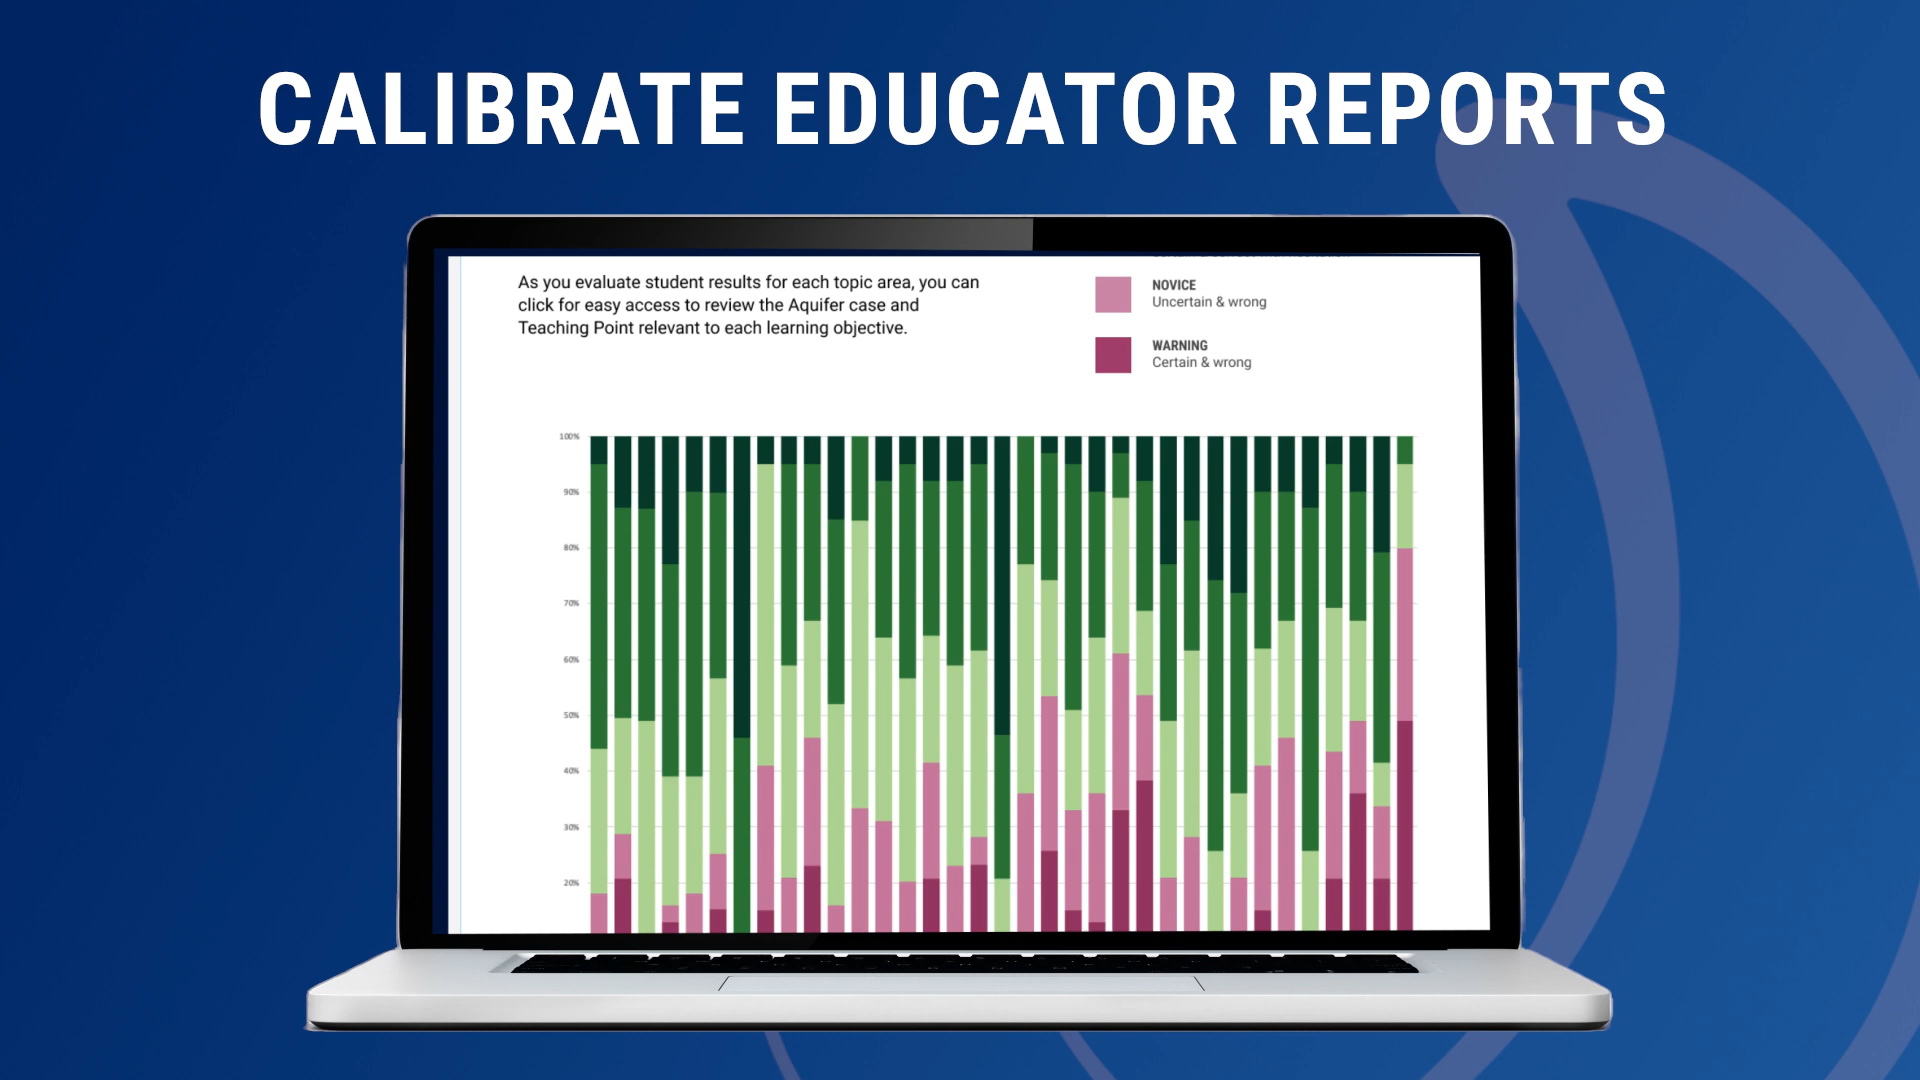 CALIBRATE EDUCATOR REPORTS
As you evaluate student results for each topic area, you can
click for easy access to review the Aquifer case and
Teaching Point relevant to each learning objective.
NOVICE
Uncertain & wrong
WARNING
Certain & wrong
100%
90%
80%
70%
60%
50%
40%
30%
20%